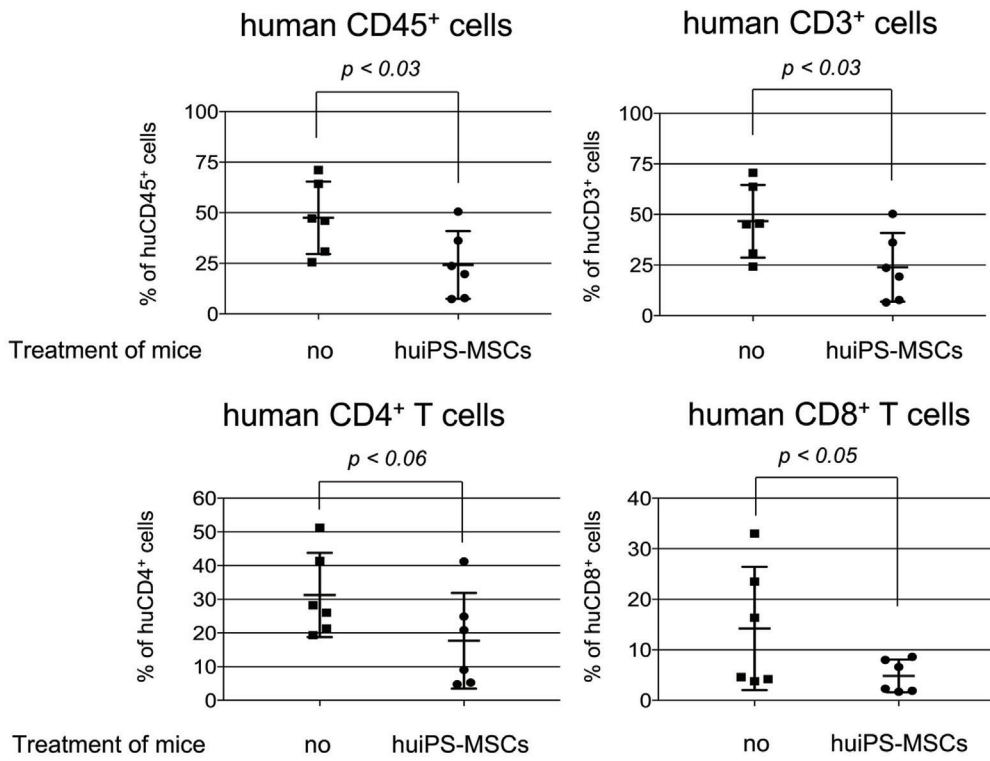 human CD45⁺ cells
p < 0.03
% of huCD45⁺ cells
100
75
50
25
0
Treatment of mice no huiPS-MSCs
human CD3⁺ cells
p < 0.03
% of huCD3⁺ cells
100
75
50
25
0
no huiPS-MSCs
human CD4⁺ T cells
p < 0.06
% of huCD4⁺ cells
60
50
40
30
20
10
0
Treatment of mice no huiPS-MSCs
human CD8⁺ T cells
p < 0.05
% of huCD8⁺ cells
40
30
20
10
0
no huiPS-MSCs